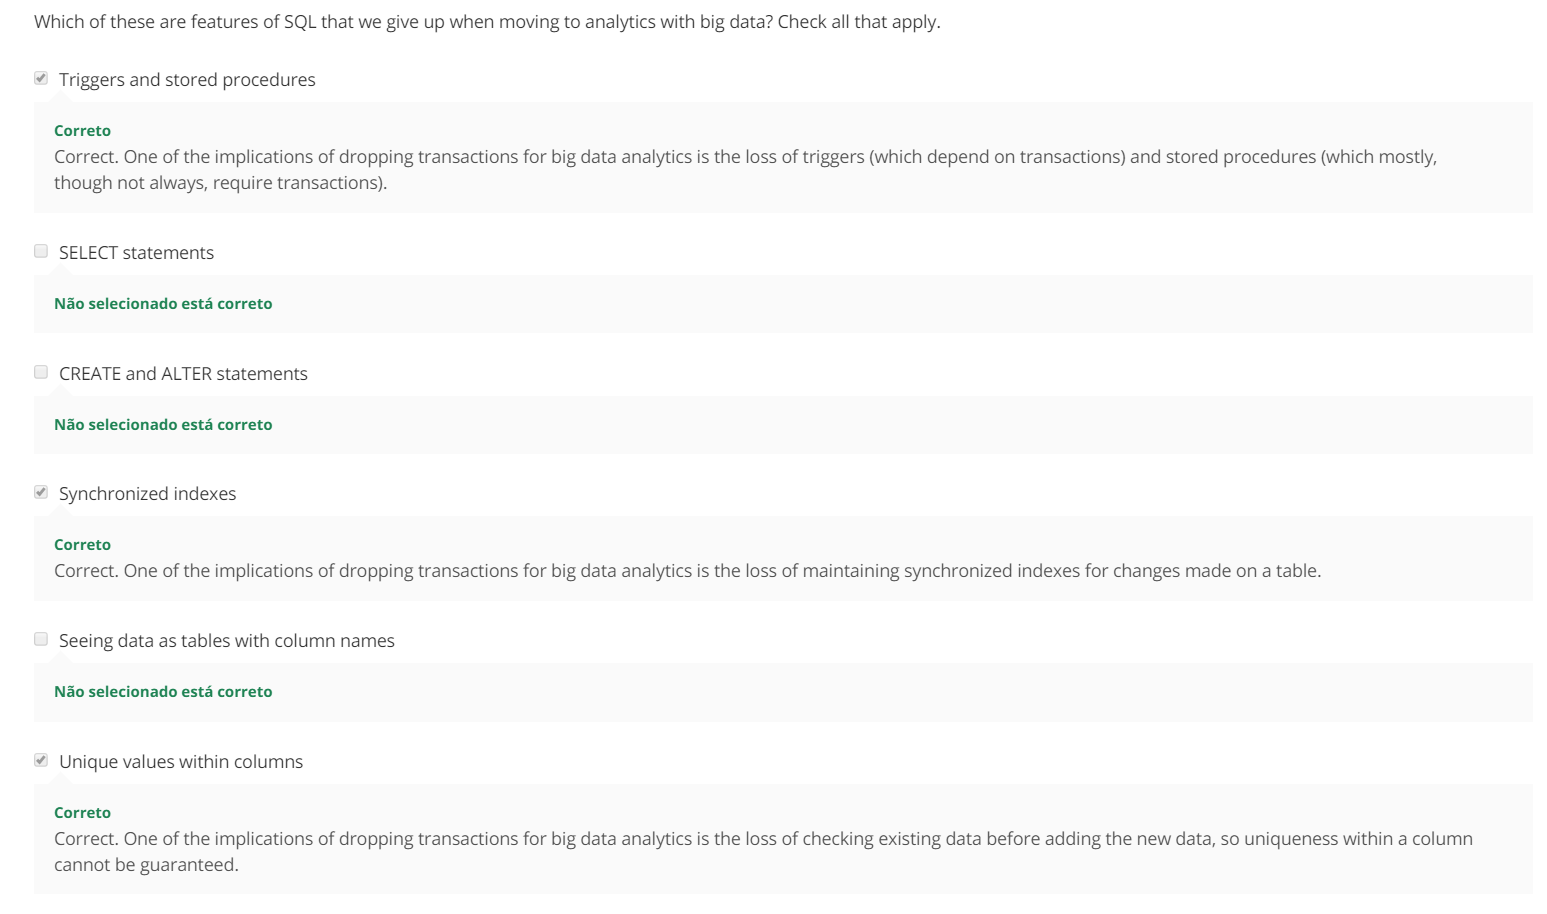 Which of these are features of SQL that we give up when moving to analytics with big data? Check all that apply.
Triggers and stored procedures
Correto
Correct. One of the implications of dropping transactions for big data analytics is the loss of triggers (which depend on transactions) and stored procedures (which mostly,
though not always, require transactions).
SELECT statements
Não selecionado está correto
CREATE and ALTER statements
Não selecionado está correto
Synchronized indexes
Correto
Correct. One of the implications of dropping transactions for big data analytics is the loss of maintaining synchronized indexes for changes made on a table.
Seeing data as tables with column names
Não selecionado está correto
Unique values within columns
Correto
Correct. One of the implications of dropping transactions for big data analytics is the loss of checking existing data before adding the new data, so uniqueness within a column
cannot be guaranteed.